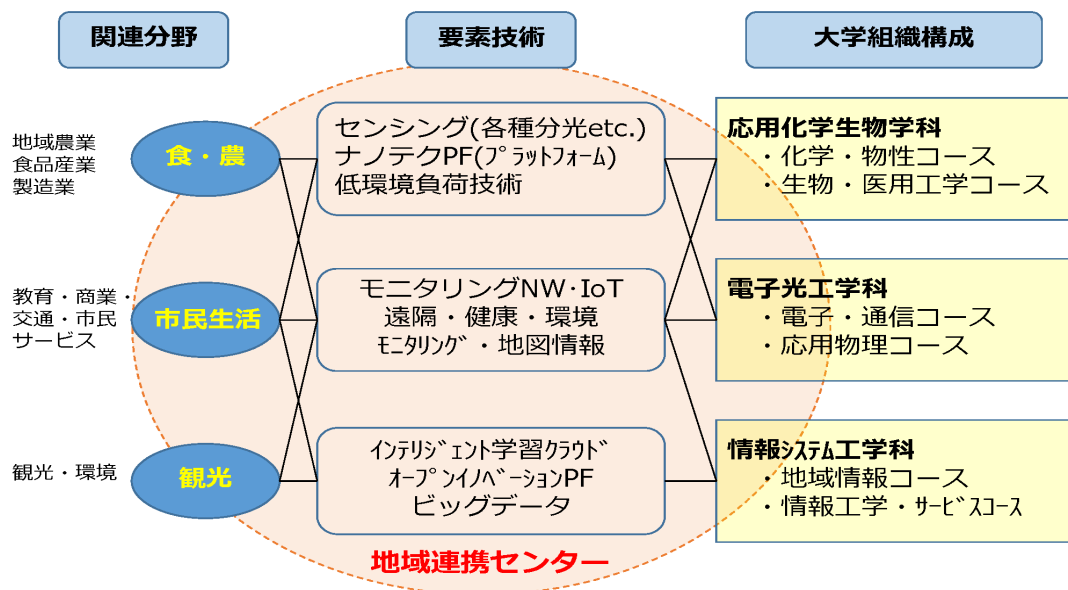 関連分野
要素技術
大学組織構成
地域農業
食品産業
製造業
食・農
センシング(各種分光etc.)
ナノテクPF(ﾌﾟﾗｯﾄﾌｫｰﾑ)
低環境負荷技術
応用化学生物学科
・化学・物性コース
・生物・医用工学コース
教育・商業・
交通・市民
サービス
市民生活
モニタリングNW･IoT
遠隔・健康・環境
ﾓﾆﾀﾘﾝｸﾞ・地図情報
電子光工学科
・電子・通信コース
・応用物理コース
観光・環境
観光
ｲﾝﾃﾘｼﾞｪﾝﾄ学習ｸﾗｳﾄﾞ
ｵｰﾌﾟﾝｲﾉﾍﾞｰｼｮﾝPF
ビッグデータ
情報ｼｽﾃﾑ工学科
・地域情報コース
・情報工学・ｻｰﾋﾞｽｺｰｽ
地域連携センター